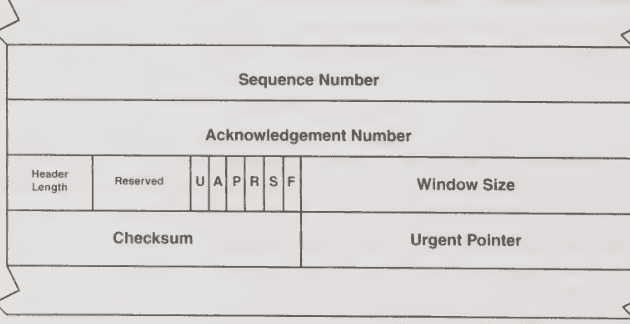 Sequence Number
Acknowledgement Number
Header
Length
Reserved
U A P R S F
Window Size
Checksum
Urgent Pointer